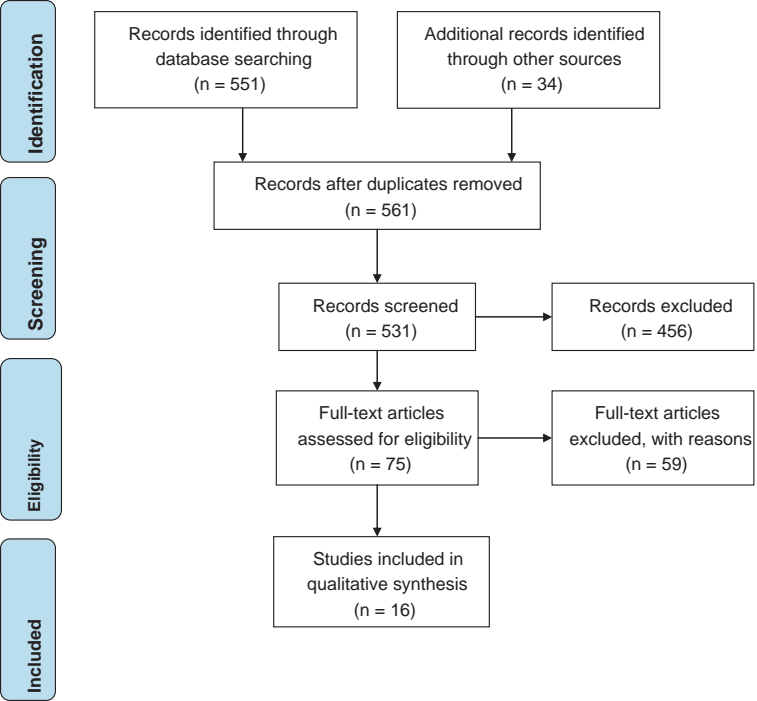 Identification
Records identified through
database searching
(n = 551)
Additional records identified
through other sources
(n = 34)
Records after duplicates removed
(n = 561)
Screening
Records screened
(n = 531)
Records excluded
(n = 456)
Eligibility
Full-text articles
assessed for eligibility
(n = 75)
Full-text articles
excluded, with reasons
(n = 59)
Included
Studies included in
qualitative synthesis
(n = 16)